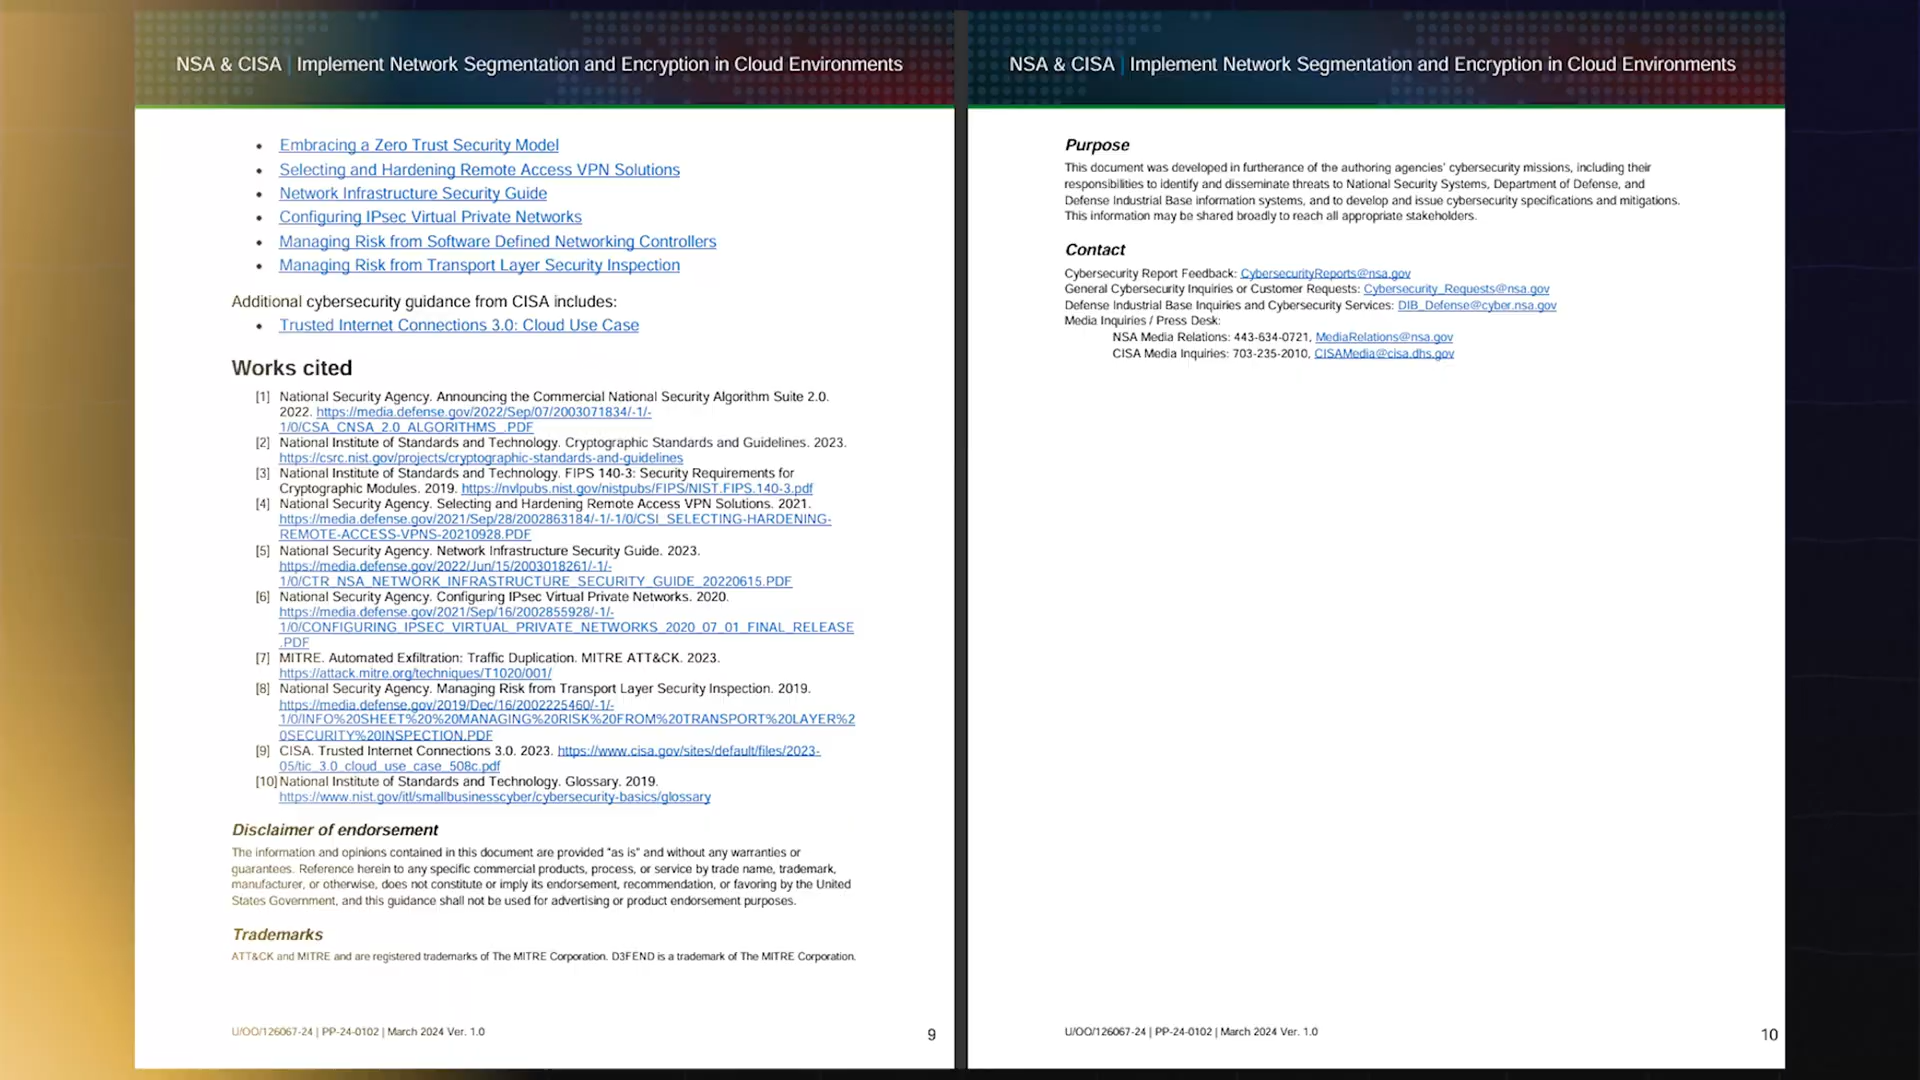 NSA & CISA | Implement Network Segmentation and Encryption in Cloud Environments
• Embracing a Zero Trust Security Model
• Selecting and Hardening Remote Access VPN Solutions
• Network Infrastructure Security Guide
• Configuring IPsec Virtual Private Networks
• Managing Risk from Software Defined Networking Controllers
• Managing Risk from Transport Layer Security Inspection
Additional cybersecurity guidance from CISA includes:
• Trusted Internet Connections 3.0: Cloud Use Case
Works cited
[1] National Security Agency. Announcing the Commercial National Security Algorithm Suite 2.0.
2022. https://media.defense.gov/2022/Sep/07/2003071834/-1/-
1/0/CSA_CNSA_2.0_ALGORITHMS_.PDF
[2] National Institute of Standards and Technology. Cryptographic Standards and Guidelines. 2023.
https://csrc.nist.gov/projects/cryptographic-standards-and-guidelines
[3] National Institute of Standards and Technology. FIPS 140-3: Security Requirements for
Cryptographic Modules. 2019. https://nvlpubs.nist.gov/nistpubs/FIPS/NIST.FIPS.140-3.pdf
[4] National Security Agency. Selecting and Hardening Remote Access VPN Solutions. 2021.
https://media.defense.gov/2021/Sep/28/2002863184/-1/-1/0/CSI_SELECTING-HARDENING-
REMOTE-ACCESS-VPNS-20210928.PDF
[5] National Security Agency. Network Infrastructure Security Guide. 2023.
https://media.defense.gov/2022/Jun/15/2003018261/-1/-
1/0/CTR_NSA_NETWORK_INFRASTRUCTURE_SECURITY_GUIDE_20220615.PDF
[6] National Security Agency. Configuring IPsec Virtual Private Networks. 2020.
https://media.defense.gov/2021/Sep/16/2002855928/-1/-
1/0/CONFIGURING_IPSEC_VIRTUAL_PRIVATE_NETWORKS_2020_07_01_FINAL_RELEASE
.PDF
[7] MITRE. Automated Exfiltration: Traffic Duplication. MITRE ATT&CK. 2023.
https://attack.mitre.org/techniques/T1020/001/
[8] National Security Agency. Managing Risk from Transport Layer Security Inspection. 2019.
https://media.defense.gov/2019/Dec/16/2002225460/-1/-
1/0/INFO%20SHEET%20%20MANAGING%20RISK%20FROM%20TRANSPORT%20LAYER%2
0SECURITY%20INSPECTION.PDF
[9] CISA. Trusted Internet Connections 3.0. 2023. https://www.cisa.gov/sites/default/files/2023-
05/tic_3.0_cloud_use_case_508c.pdf
[10] National Institute of Standards and Technology. Glossary. 2019.
https://www.nist.gov/itl/smallbusinesscyber/cybersecurity-basics/glossary
Disclaimer of endorsement
The information and opinions contained in this document are provided "as is" and without any warranties or
guarantees. Reference herein to any specific commercial products, process, or service by trade name, trademark,
manufacturer, or otherwise, does not constitute or imply its endorsement, recommendation, or favoring by the United
States Government, and this guidance shall not be used for advertising or product endorsement purposes.
Trademarks
ATT&CK and MITRE and are registered trademarks of The MITRE Corporation. D3FEND is a trademark of The MITRE Corporation.
U/OO/126067-24 | PP-24-0102 | March 2024 Ver. 1.0
9
NSA & CISA | Implement Network Segmentation and Encryption in Cloud Environments
Purpose
This document was developed in furtherance of the authoring agencies' cybersecurity missions, including their
responsibilities to identify and disseminate threats to National Security Systems, Department of Defense, and
Defense Industrial Base information systems, and to develop and issue cybersecurity specifications and mitigations.
This information may be shared broadly to reach all appropriate stakeholders.
Contact
Cybersecurity Report Feedback: CybersecurityReports@nsa.gov
General Cybersecurity Inquiries or Customer Requests: Cybersecurity_Requests@nsa.gov
Defense Industrial Base Inquiries and Cybersecurity Services: DIB_Defense@cyber.nsa.gov
Media Inquiries / Press Desk:
NSA Media Relations: 443-634-0721, MediaRelations@nsa.gov
CISA Media Inquiries: 703-235-2010, CISAMedia@cisa.dhs.gov
U/OO/126067-24 | PP-24-0102 | March 2024 Ver. 1.0
10